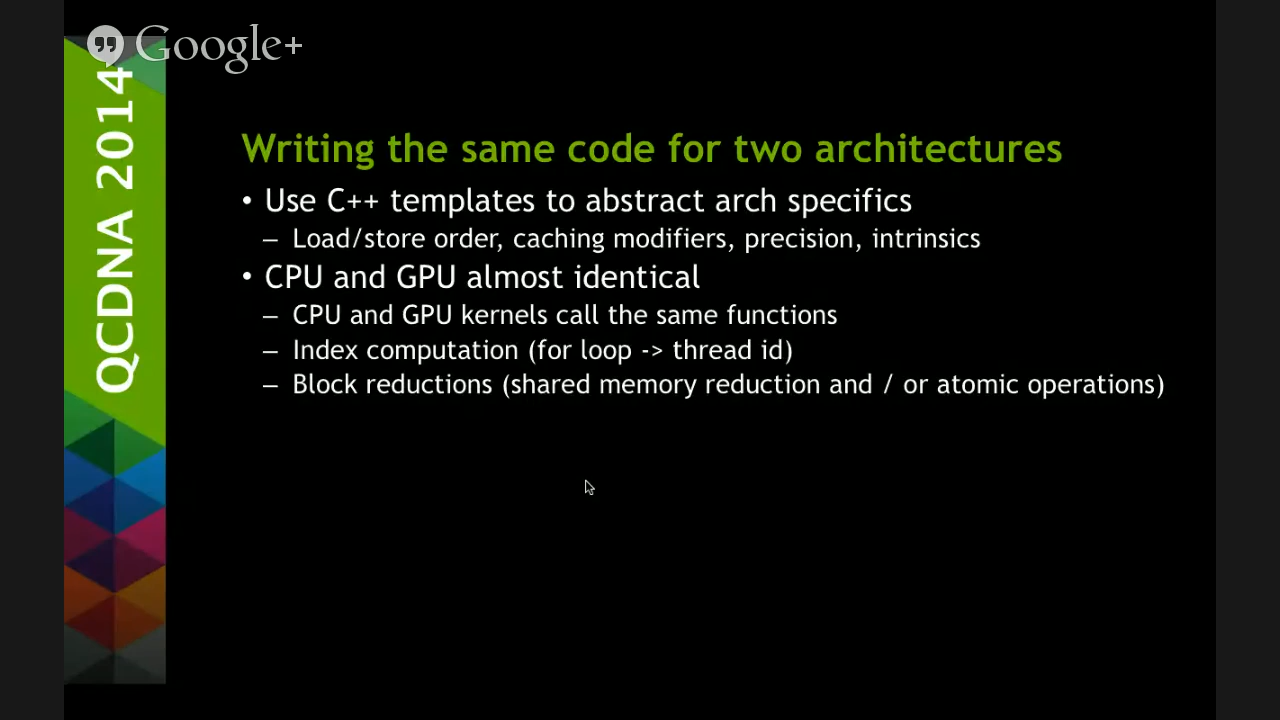 Google+
QCDNA 2014
Writing the same code for two architectures
• Use C++ templates to abstract arch specifics
– Load/store order, caching modifiers, precision, intrinsics
• CPU and GPU almost identical
– CPU and GPU kernels call the same functions
– Index computation (for loop -> thread id)
– Block reductions (shared memory reduction and / or atomic operations)